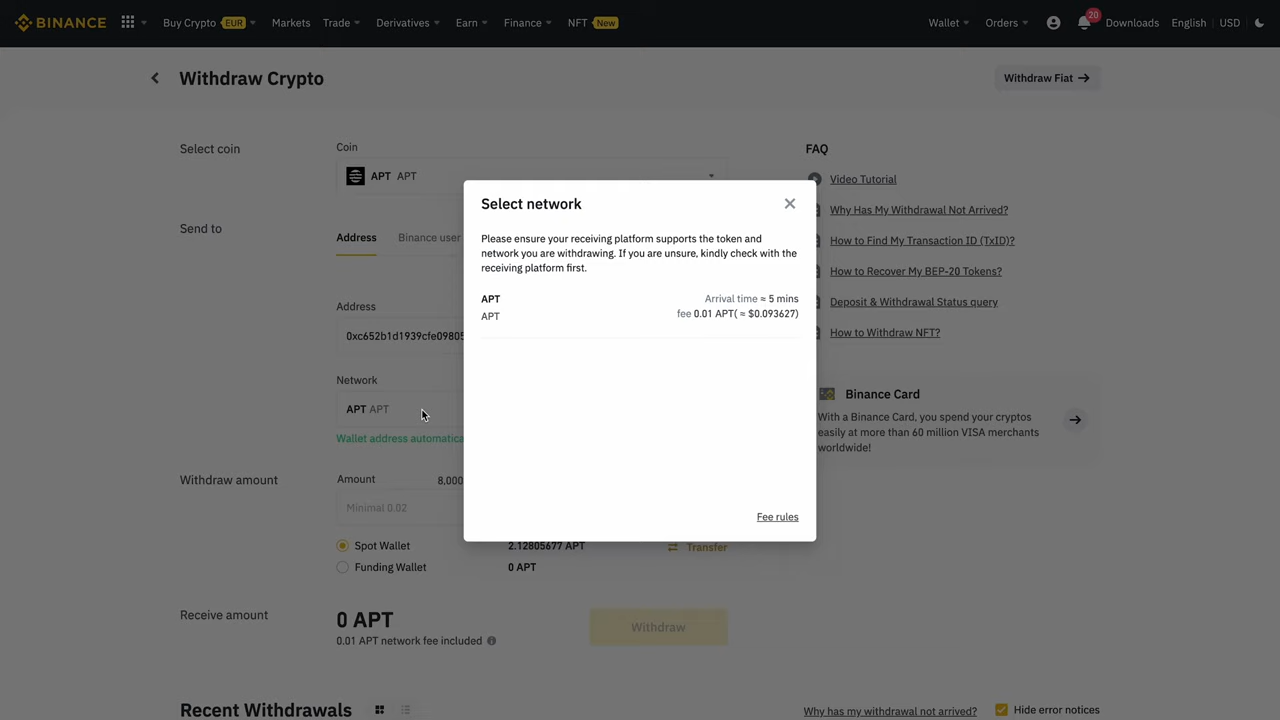 BINANCE
Buy Crypto EUR
Markets
Trade
Derivatives
Earn
Finance
NFT New
Wallet
Orders
20
Downloads
English
USD
Withdraw Crypto
Withdraw Fiat
Select coin
Coin
APT APT
Send to
Address
Binance user
Address
0xc652b1d1939cfe0980
Network
APT APT
Wallet address automatica
Withdraw amount
Amount
8,000
Minimal 0.02
Spot Wallet
2.12805677 APT
Transfer
Funding Wallet
0 APT
Receive amount
0 APT
0.01 APT network fee included
Withdraw
Select network
Please ensure your receiving platform supports the token and
network you are withdrawing. If you are unsure, kindly check with the
receiving platform first.
APT
Arrival time ≈ 5 mins
APT
fee 0.01 APT( ≈ $0.093627)
Fee rules
FAQ
Video Tutorial
Why Has My Withdrawal Not Arrived?
How to Find My Transaction ID (TxID)?
How to Recover My BEP-20 Tokens?
Deposit & Withdrawal Status query
How to Withdraw NFT?
Binance Card
With a Binance Card, you spend your cryptos
easily at more than 60 million VISA merchants
worldwide!
Recent Withdrawals
Why has my withdrawal not arrived?
Hide error notices